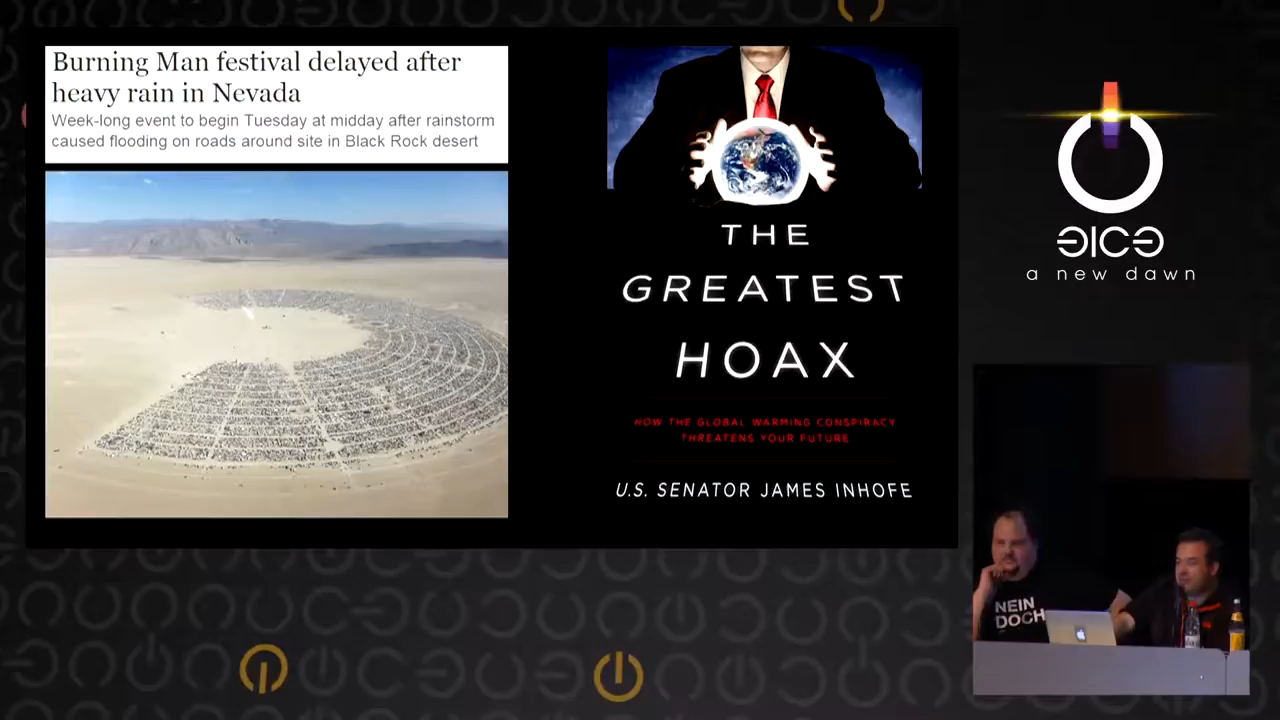 Burning Man festival delayed after
heavy rain in Nevada
Week-long event to begin Tuesday at midday after rainstorm
caused flooding on roads around site in Black Rock desert
THE
GREATEST
HOAX
HOW THE GLOBAL WARMING CONSPIRACY
THREATENS YOUR FUTURE
U.S. SENATOR JAMES INHOFE
31C3
a new dawn
NEIN
DOCH